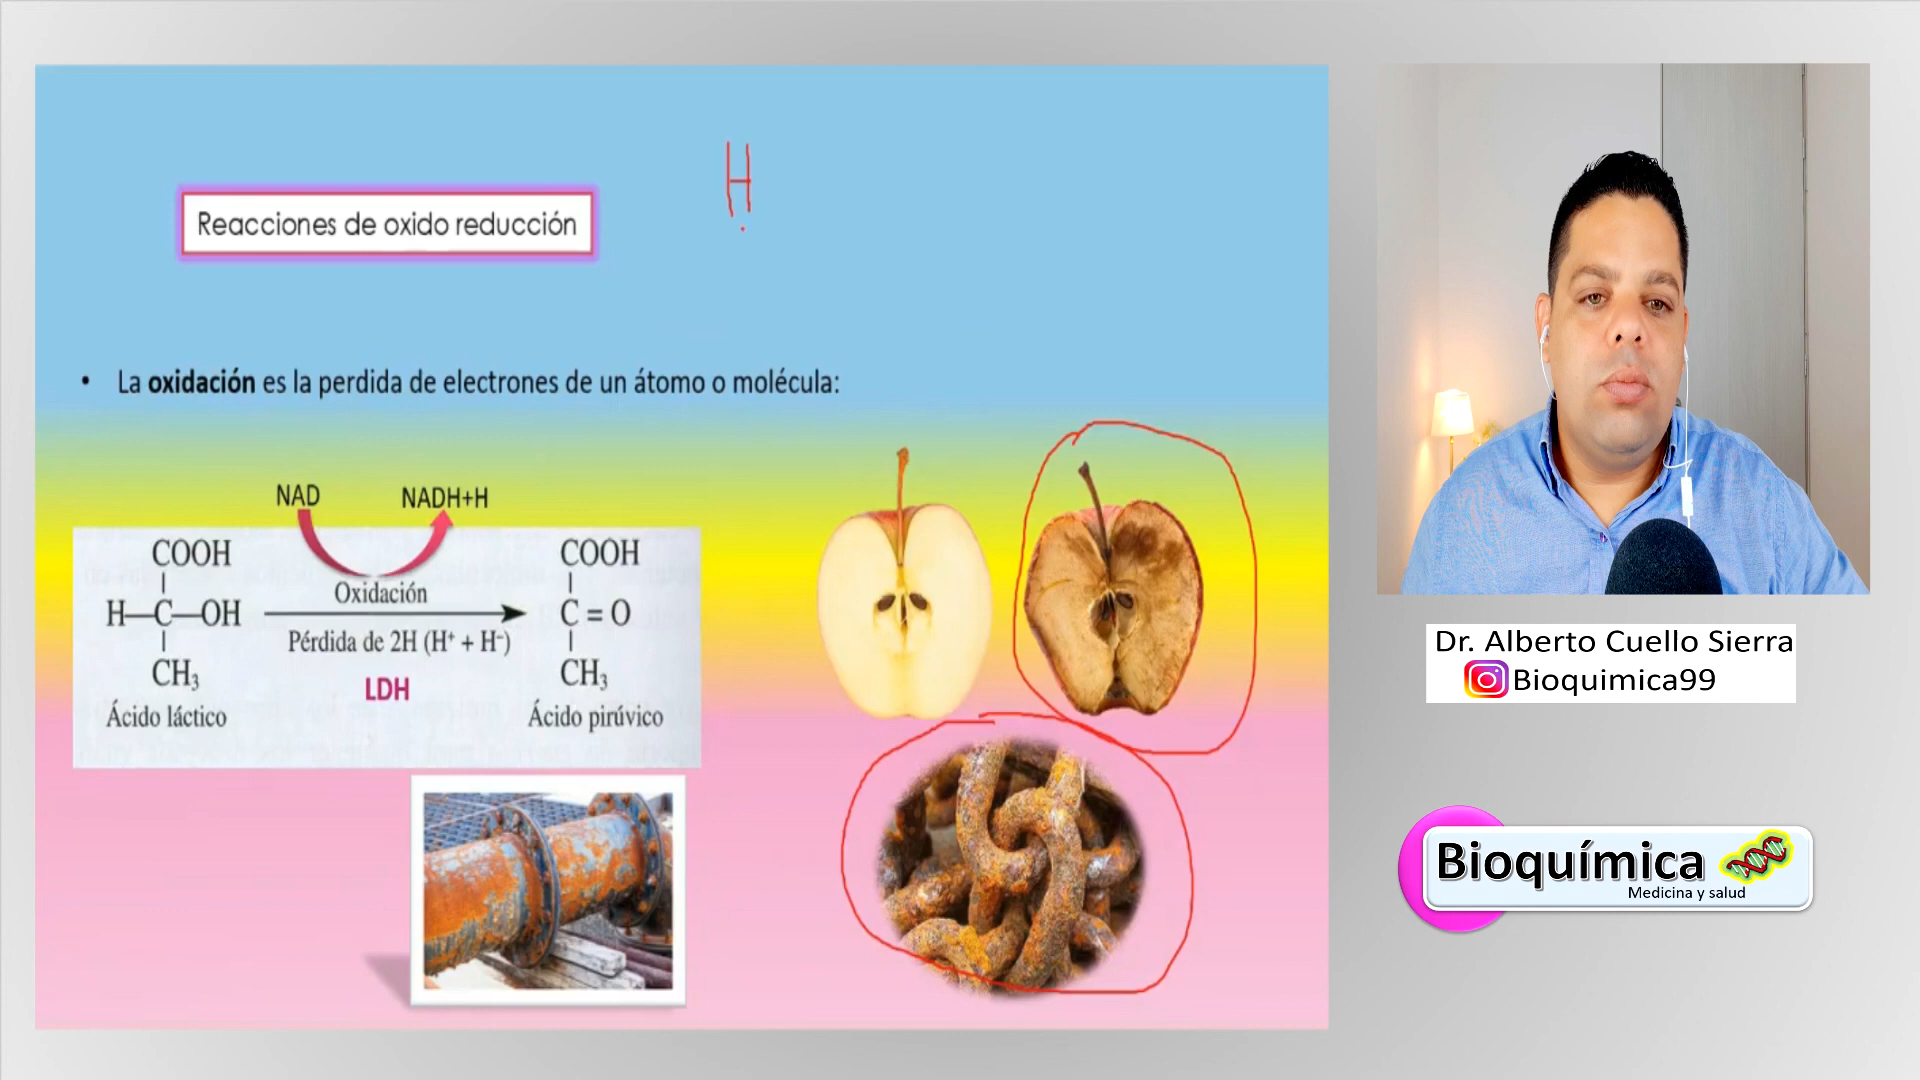 H
Reacciones de oxido reducción
• La oxidación es la perdida de electrones de un átomo o molécula:
NAD NADH+H
COOH COOH
H—C—OH Oxidación C = O
Pérdida de 2H (H⁺ + H⁻)
CH₃ LDH CH₃
Ácido láctico Ácido pirúvico
Dr. Alberto Cuello Sierra
Bioquimica99
Bioquímica
Medicina y salud